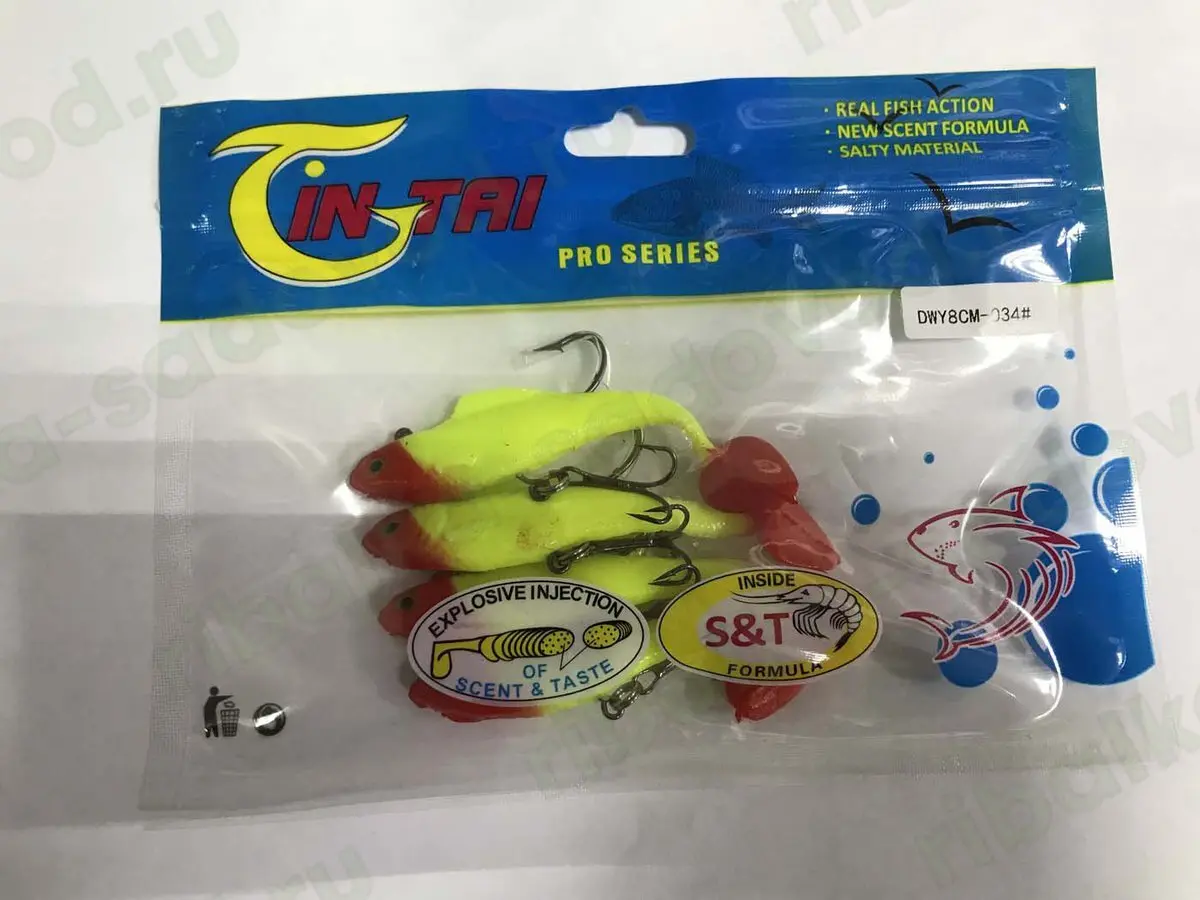 TIN-TAI
PRO SERIES
· REAL FISH ACTION
· NEW SCENT FORMULA
· SALTY MATERIAL
DWY8CM-034#
EXPLOSIVE INJECTION
OF
SCENT & TASTE
INSIDE
S&T
FORMULA